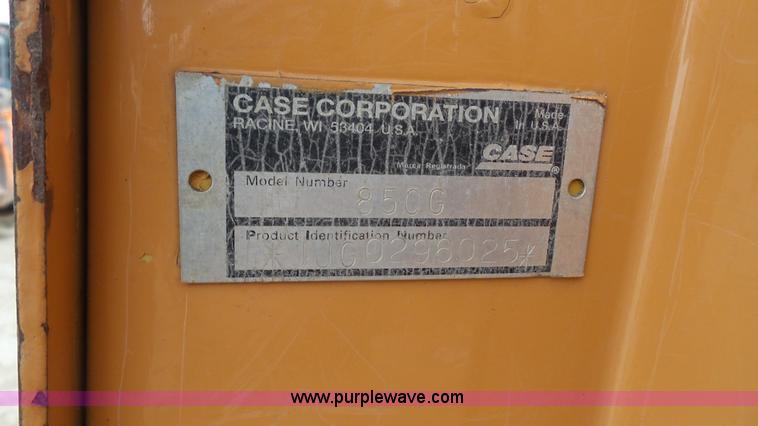 CASE CORPORATION
RACINE, WI 53404 U.S.A.
Made
In U.S.A.
Marca Registrada
CASE
®
Model Number
850G
Product Identification Number
*JJG0296025*
www.purplewave.com